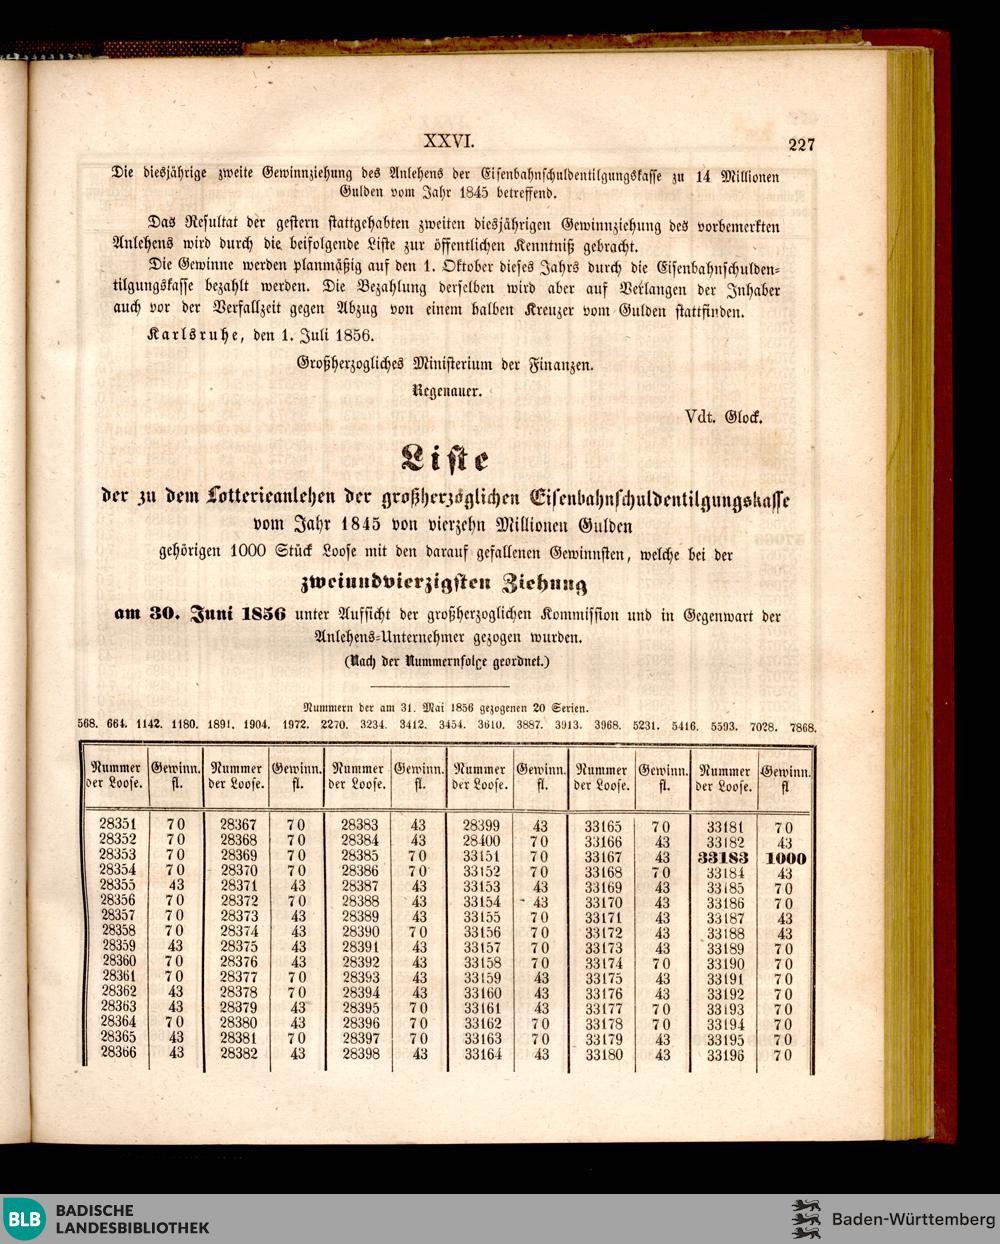 XXVI.
227
Die diesjährige zweite Gewinnziehung des Anlehens der Eisenbahnschuldentilgungskasse zu 14 Millionen
Gulden vom Jahr 1845 betreffend.
Das Resultat der gestern stattgehabten zweiten diesjährigen Gewinnziehung des vorbemerkten
Anlehens wird durch die beifolgende Liste zur öffentlichen Kenntniß gebracht.
Die Gewinne werden planmäßig auf den 1. Oktober dieses Jahrs durch die Eisenbahnschulden-
tilgungskasse bezahlt werden. Die Bezahlung derselben wird aber auf Verlangen der Inhaber
auch vor der Verfallzeit gegen Abzug von einem halben Kreuzer vom Gulden stattfinden.
Karlsruhe, den 1. Juli 1856.
Großherzogliches Ministerium der Finanzen.
Regenauer.
Vdt. Glock.
Liste
der zu dem Lotterieanlehen der großherzoglichen Eisenbahnschuldentilgungskasse
vom Jahr 1845 von vierzehn Millionen Gulden
gehörigen 1000 Stück Loose mit den darauf gefallenen Gewinnsten, welche bei der
zweiundvierzigsten Ziehung
am 30. Juni 1856 unter Aufsicht der großherzoglichen Kommission und in Gegenwart der
Anlehens-Unternehmer gezogen wurden.
(Nach der Nummernfolge geordnet.)
Nummern der am 31. Mai 1856 gezogenen 20 Serien.
568. 664. 1142. 1180. 1891. 1904. 1972. 2270. 3234. 3412. 3454. 3610. 3887. 3913. 3968. 5231. 5416. 5593. 7028. 7868.
Nummer Gewinn. Nummer Gewinn. Nummer Gewinn. Nummer Gewinn. Nummer Gewinn. Nummer Gewinn.
der Loose. fl. der Loose. fl. der Loose. fl. der Loose. fl. der Loose. fl. der Loose. fl
28351 70 28367 70 28383 43 28399 43 33165 70 33181 70
28352 70 28368 70 28384 43 28400 70 33166 43 33182 43
28353 70 28369 70 28385 70 33151 70 33167 43 33183 1000
28354 70 28370 70 28386 70 33152 70 33168 70 33184 43
28355 43 28371 43 28387 43 33153 43 33169 43 33185 70
28356 70 28372 70 28388 43 33154 43 33170 43 33186 70
28357 70 28373 43 28389 43 33155 70 33171 43 33187 43
28358 70 28374 43 28390 70 33156 70 33172 43 33188 43
28359 43 28375 43 28391 43 33157 70 33173 43 33189 70
28360 70 28376 43 28392 43 33158 70 33174 70 33190 70
28361 70 28377 70 28393 43 33159 43 33175 43 33191 70
28362 43 28378 70 28394 43 33160 43 33176 43 33192 70
28363 43 28379 43 28395 70 33161 43 33177 70 33193 70
28364 70 28380 43 28396 70 33162 70 33178 70 33194 70
28365 43 28381 70 28397 70 33163 70 33179 43 33195 70
28366 43 28382 43 28398 43 33164 43 33180 43 33196 70
BLB
BADISCHE
LANDESBIBLIOTHEK
Baden-Württemberg